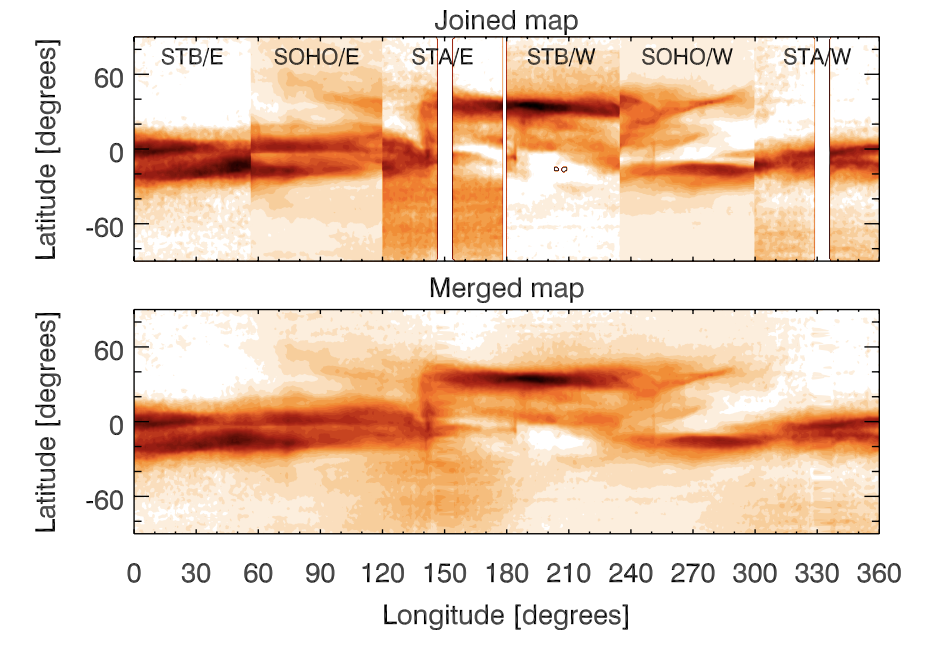 Joined map
STB/E SOHO/E STA/E STB/W SOHO/W STA/W
60
0
-60
Latitude [degrees]
Merged map
60
0
-60
Latitude [degrees]
0 30 60 90 120 150 180 210 240 270 300 330 360
Longitude [degrees]